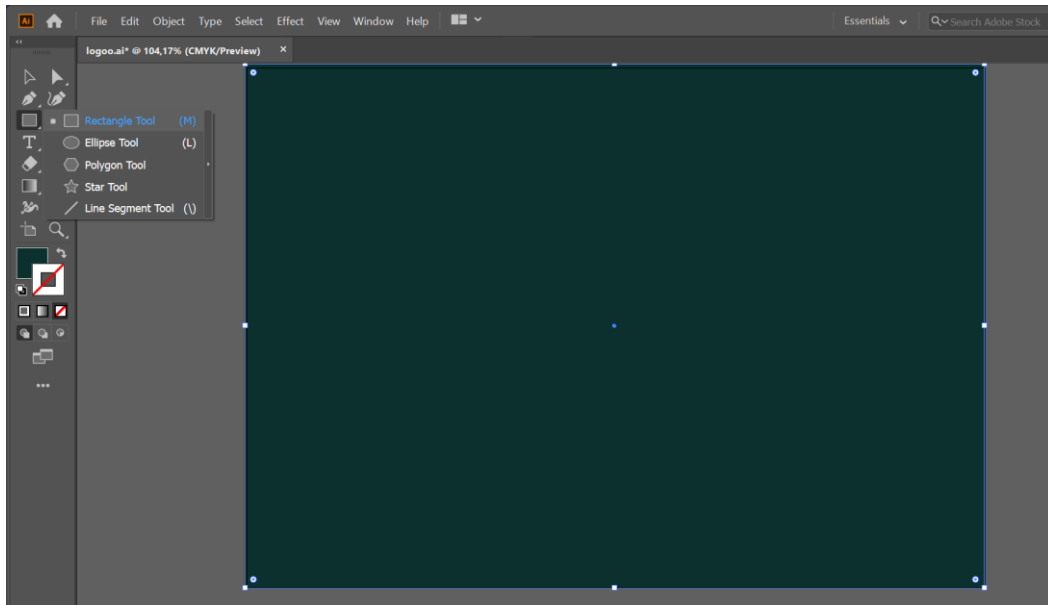 Ai File Edit Object Type Select Effect View Window Help Essentials Search Adobe Stock
logoo.ai* @ 104,17% (CMYK/Preview) ×
Rectangle Tool (M)
Ellipse Tool (L)
Polygon Tool
Star Tool
Line Segment Tool (\)